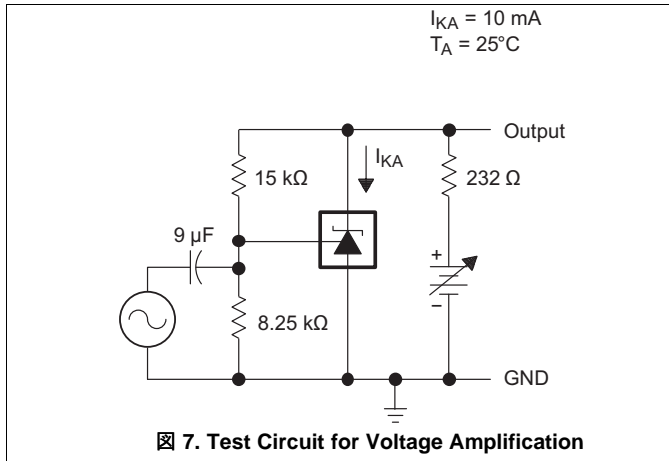 I_KA = 10 mA
T_A = 25°C
Output
I_KA
15 kΩ
232 Ω
9 µF
+
−
8.25 kΩ
GND
図 7. Test Circuit for Voltage Amplification